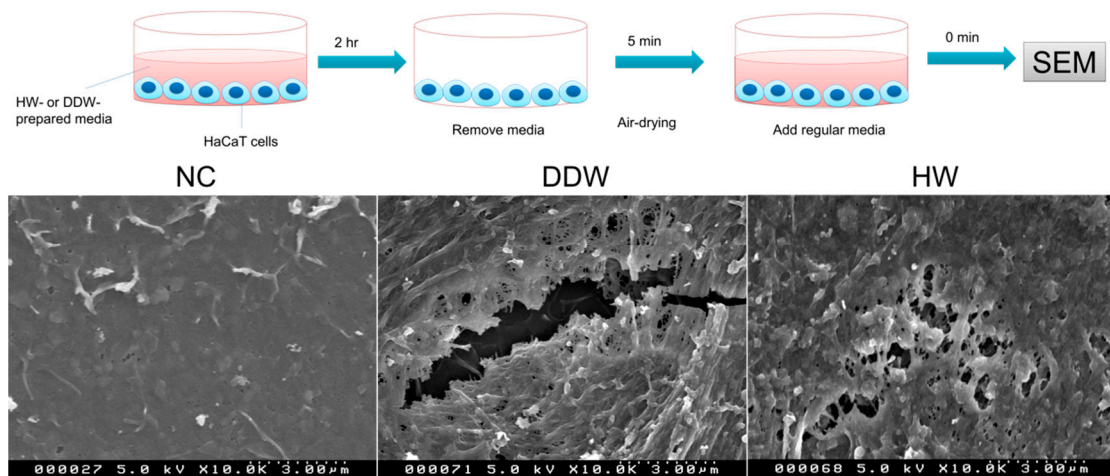 2 hr
5 min
0 min
SEM
HW- or DDW-
prepared media
HaCaT cells
Remove media
Air-drying
Add regular media
NC
DDW
HW
000027 5.0 kV X10.0K 3.00μm
000071 5.0 kV X10.0K 3.00μm
000068 5.0 kV X10.0K 3.00μm